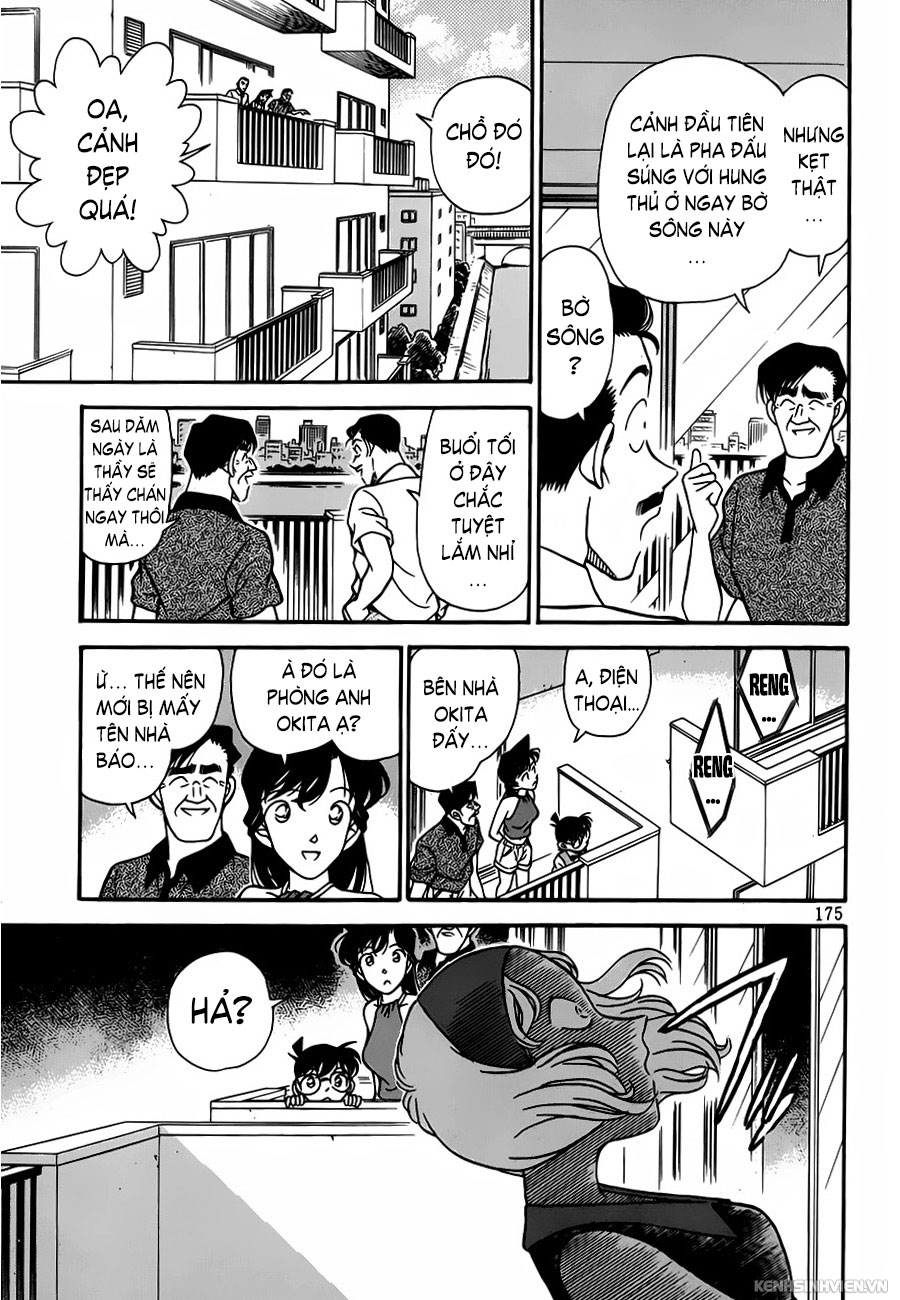 NHƯNG
KẸT
THẬT
...
CẢNH ĐẦU TIÊN
LẠI LÀ PHA ĐẤU
SÚNG VỚI HUNG
THỦ Ở NGAY BỜ
SÔNG NÀY
...
BỜ
SÔNG
?
CHỖ ĐÓ
ĐÓ!
OA,
CẢNH
ĐẸP
QUÁ!
BUỔI TỐI
Ở ĐÂY
CHẮC
TUYỆT
LẮM NHỈ
...
SAU DĂM
NGÀY LÀ
THẦY SẼ
THẤY CHÁN
NGAY THÔI
MÀ...
RENG
...
RENG
...
A, ĐIỆN
THOẠI...
BÊN NHÀ
OKITA
ĐẤY...
À ĐÓ LÀ
PHÒNG ANH
OKITA Ạ?
Ừ... THẾ NÊN
MỚI BỊ MẤY
TÊN NHÀ
BÁO...
175
HẢ?
KENHSINHVIEN.VN